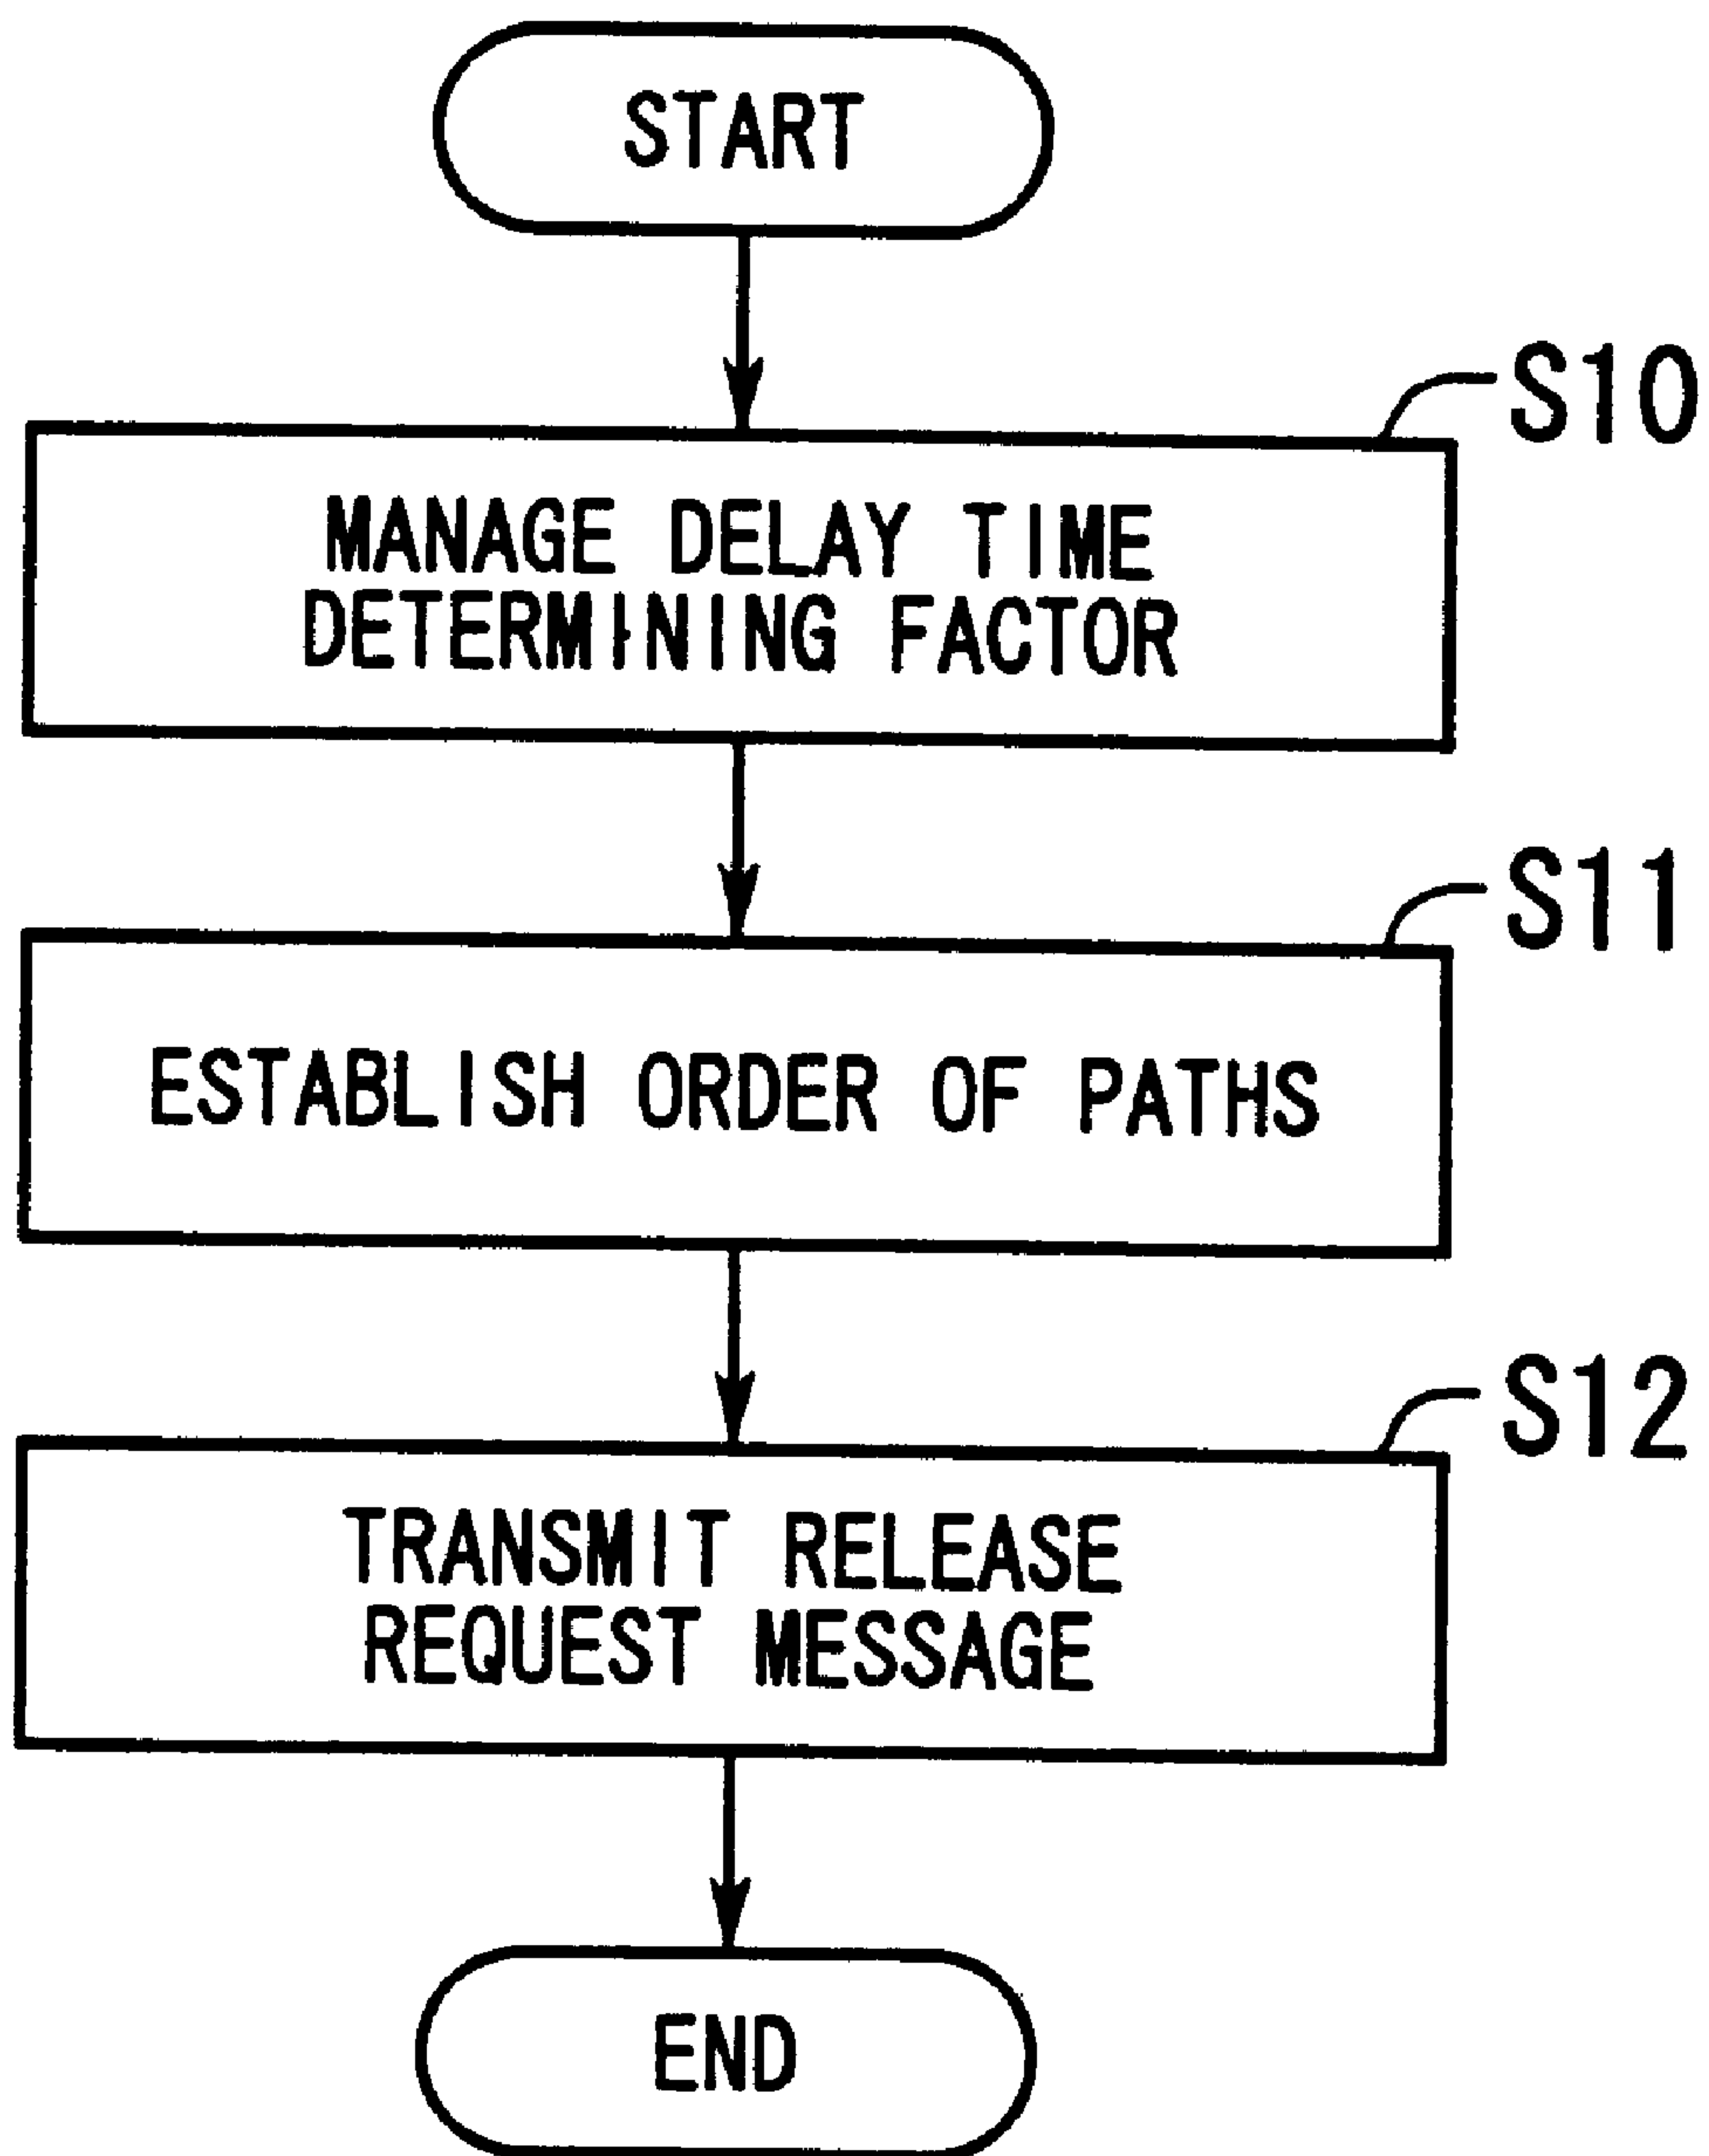 START
S10
MANAGE DELAY TIME
DETERMINING FACTOR
S11
ESTABLISH ORDER OF PATHS
S12
TRANSMIT RELEASE
REQUEST MESSAGE
END